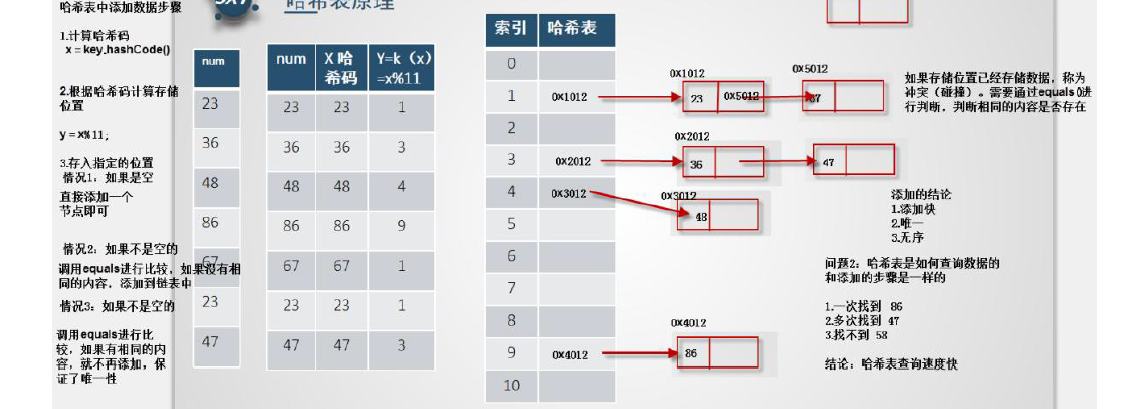 哈希表中添加数据步骤
哈希表原理
1.计算哈希码
x = key.hashCode()
2.根据哈希码计算存储
位置
y = x% 11;
3.存入指定的位置
情况1: 如果是空
直接添加一个
节点即可
情况2: 如果不是空的
调用equals进行比较, 如果没有相
同的内容, 添加到链表中
情况3: 如果不是空的
调用equals进行比
较, 如果有相同的内
容, 就不再添加, 保
证了唯一性
num
23
36
48
86
67
23
47
num X 哈希码 Y=k（x）=x%11
23 23 1
36 36 3
48 48 4
86 86 9
67 67 1
23 23 1
47 47 3
索引 哈希表
0
1 0X1012
2
3 0X2012
4 0X3012
5
6
7
8
9 0X4012
10
0X1012
23 0X5012
0X5012
67
0X2012
36
47
0X3012
48
0X4012
86
如果存储位置已经存储数据, 称为
冲突（碰撞）。需要通过equals()进
行判断, 判断相同的内容是否存在
添加的结论
1.添加快
2.唯一
3.无序
问题2: 哈希表是如何查询数据的
和添加的步骤是一样的
1.一次找到 86
2.多次找到 47
3.找不到 58
结论: 哈希表查询速度快